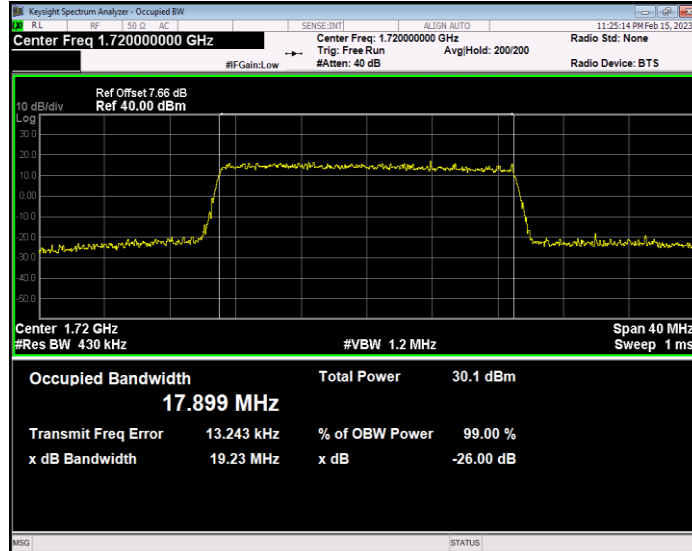 Keysight Spectrum Analyzer - Occupied BW
RL RF 50 Ω AC SENSE:INT ALIGN AUTO 11:25:14 PM Feb 15, 2023
Center Freq 1.720000000 GHz
Center Freq: 1.720000000 GHz Radio Std: None
Trig: Free Run Avg|Hold: 200/200
#IFGain:Low #Atten: 40 dB Radio Device: BTS
Ref Offset 7.66 dB
10 dB/div Ref 40.00 dBm
Log
30.0
20.0
10.0
0.00
-10.0
-20.0
-30.0
-40.0
-50.0
Center 1.72 GHz Span 40 MHz
#Res BW 430 kHz #VBW 1.2 MHz Sweep 1 ms
Occupied Bandwidth Total Power 30.1 dBm
17.899 MHz
Transmit Freq Error 13.243 kHz % of OBW Power 99.00 %
x dB Bandwidth 19.23 MHz x dB -26.00 dB
MSG STATUS